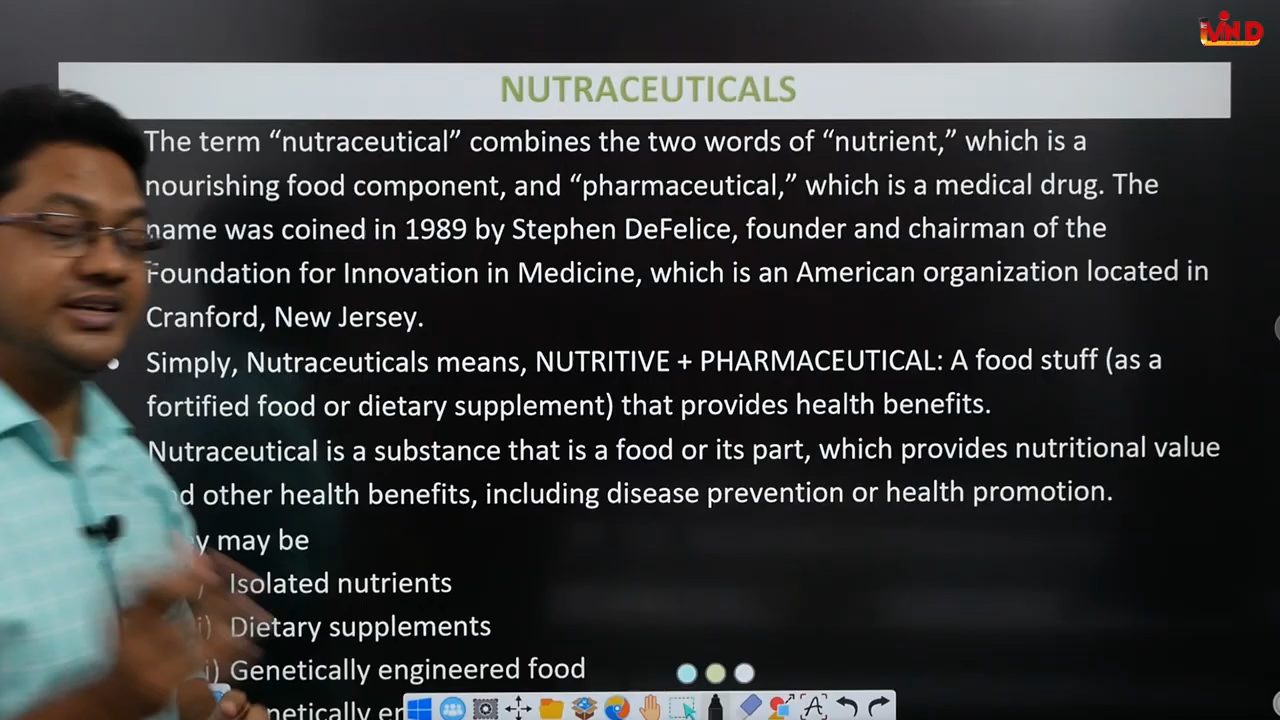 MIND
NUTRACEUTICALS
The term “nutraceutical” combines the two words of “nutrient,” which is a
nourishing food component, and “pharmaceutical,” which is a medical drug. The
name was coined in 1989 by Stephen DeFelice, founder and chairman of the
Foundation for Innovation in Medicine, which is an American organization located in
Cranford, New Jersey.
• Simply, Nutraceuticals means, NUTRITIVE + PHARMACEUTICAL: A food stuff (as a
fortified food or dietary supplement) that provides health benefits.
Nutraceutical is a substance that is a food or its part, which provides nutritional value
other health benefits, including disease prevention or health promotion.
may be
Isolated nutrients
Dietary supplements
Genetically engineered food